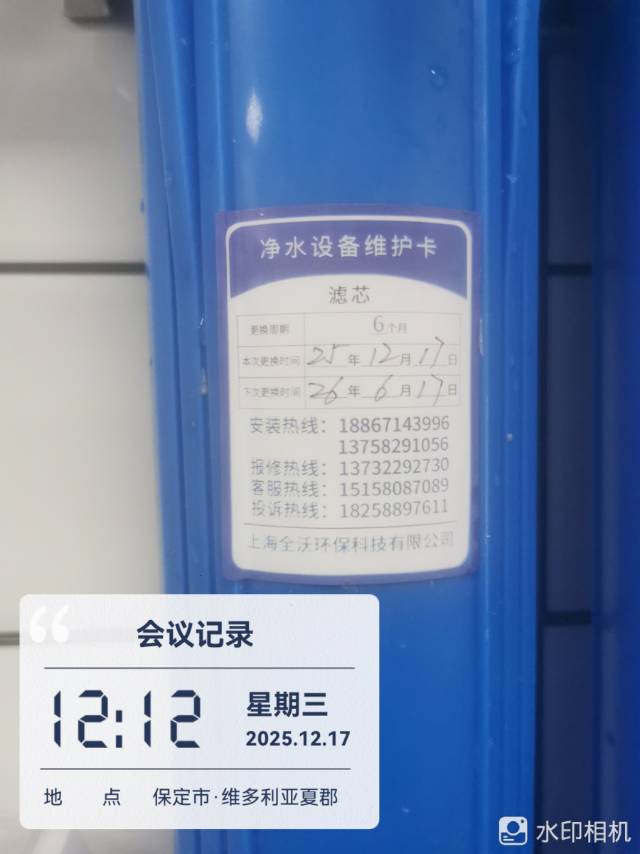 净水设备维护卡
滤芯
更换周期 6个月
本次更换时间 25年12月17日
下次更换时间 26年6月17日
安装热线：18867143996
13758291056
报修热线：13732292730
客服热线：15158087089
投诉热线：18258897611
上海全沃环保科技有限公司
会议记录
12:12
星期三
2025.12.17
地 点 保定市·维多利亚夏郡
水印相机